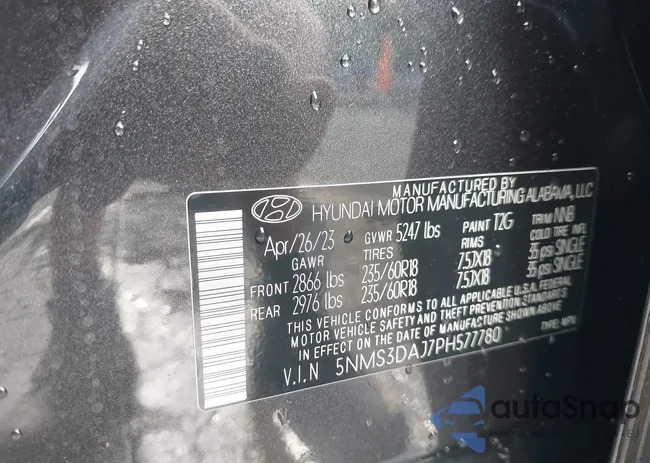 MANUFACTURED BY
HYUNDAI MOTOR MANUFACTURING ALABAMA, LLC
Apr/26/23 GVWR 5247 lbs PAINT T2G TRIM NNB
GAWR TIRES RIMS COLD TIRE INFL
FRONT 2866 lbs 235/60R18 7.5JX18 35 psi SINGLE
REAR 2976 lbs 235/60R18 7.5JX18 35 psi SINGLE
THIS VEHICLE CONFORMS TO ALL APPLICABLE U.S.A. FEDERAL
MOTOR VEHICLE SAFETY AND THEFT PREVENTION STANDARDS
IN EFFECT ON THE DATE OF MANUFACTURE SHOWN ABOVE.
V.I.N 5NMS3DAJ7PH577780 TYPE: MPV
autoSnap